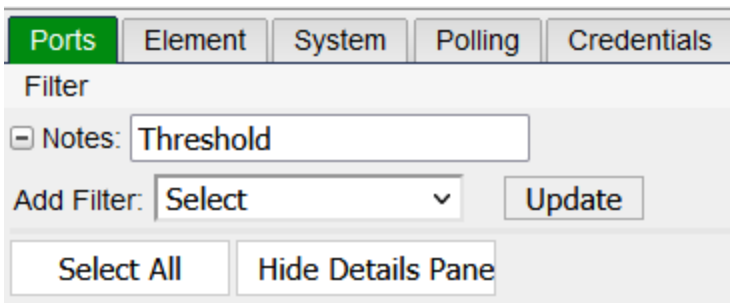 Ports Element System Polling Credentials
Filter
Notes: Threshold
Add Filter: Select Update
Select All Hide Details Pane